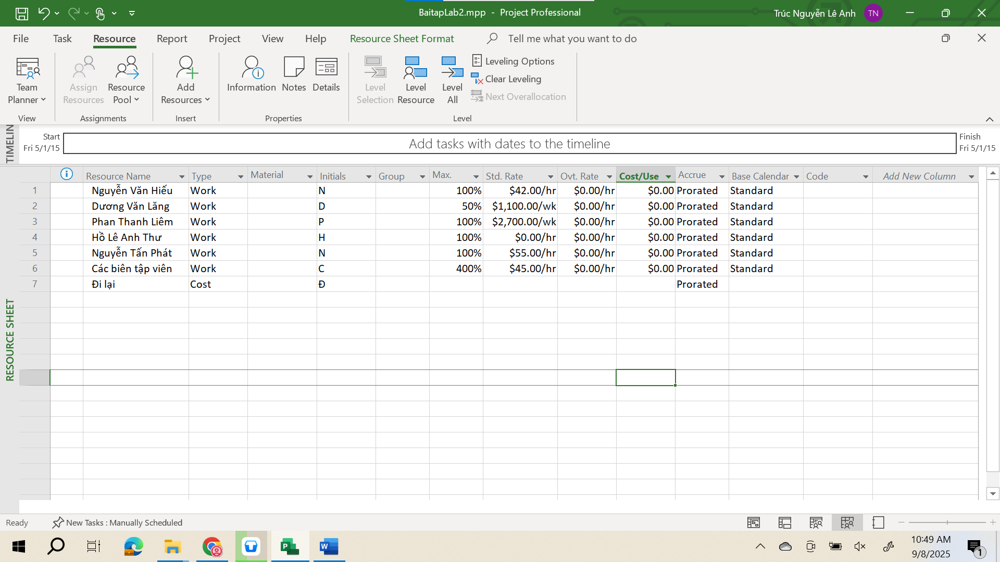 BaitapLab2.mpp - Project Professional
Trúc Nguyễn Lê Anh
TN
File Task Resource Report Project View Help Resource Sheet Format Tell me what you want to do
Team Planner
Assign Resources
Resource Pool
Add Resources
Information
Notes
Details
Level Selection
Level Resource
Level All
Leveling Options
Clear Leveling
Next Overallocation
View Assignments Insert Properties Level
TIMELIN
Start
Fri 5/1/15
Add tasks with dates to the timeline
Finish
Fri 5/1/15
Resource Name Type Material Initials Group Max. Std. Rate Ovt. Rate Cost/Use Accrue Base Calendar Code Add New Column
1 Nguyễn Văn Hiếu Work N 100% $42.00/hr $0.00/hr $0.00 Prorated Standard
2 Dương Văn Lăng Work D 50% $1,100.00/wk $0.00/hr $0.00 Prorated Standard
3 Phan Thanh Liêm Work P 100% $2,700.00/wk $0.00/hr $0.00 Prorated Standard
4 Hồ Lê Anh Thư Work H 100% $0.00/hr $0.00/hr $0.00 Prorated Standard
5 Nguyễn Tấn Phát Work N 100% $55.00/hr $0.00/hr $0.00 Prorated Standard
6 Các biên tập viên Work C 400% $45.00/hr $0.00/hr $0.00 Prorated Standard
7 Đi lại Cost Đ Prorated
RESOURCE SHEET
Ready New Tasks : Manually Scheduled
10:49 AM
9/8/2025
1